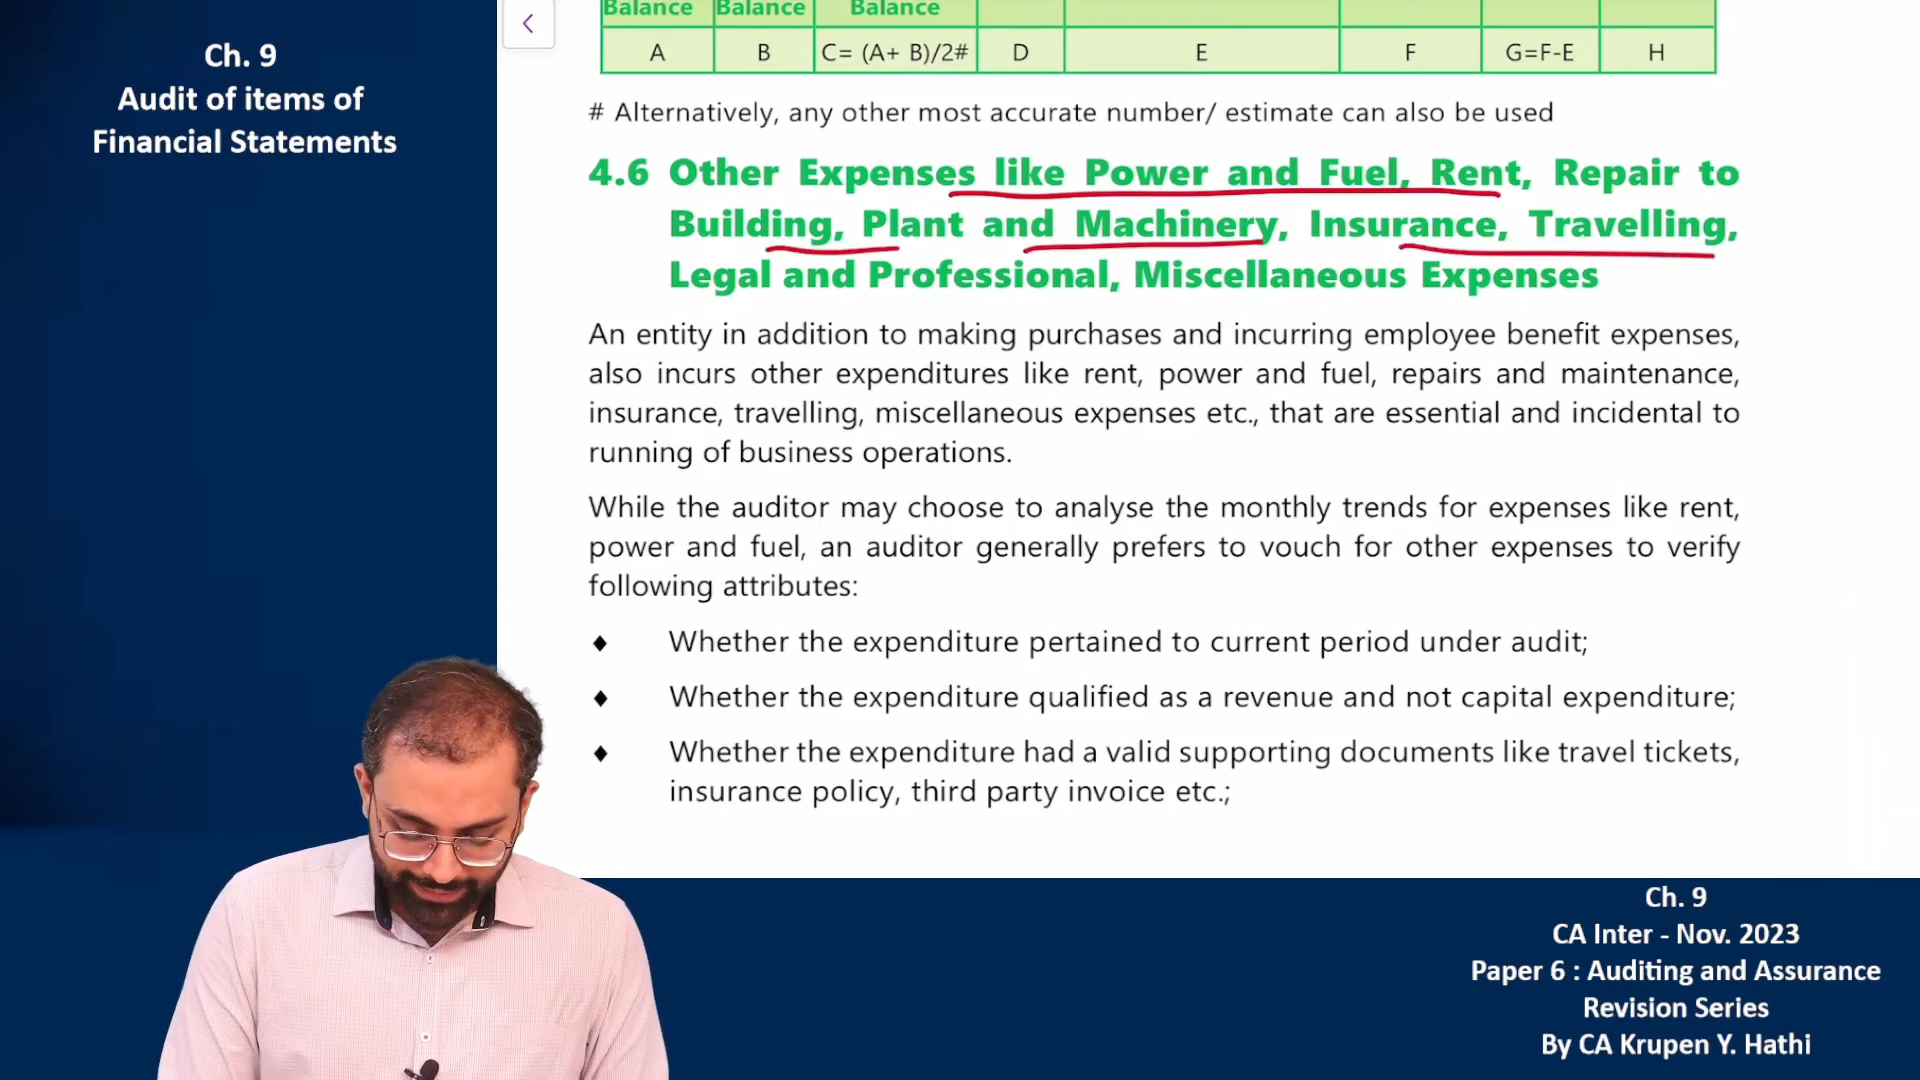 Ch. 9
Audit of items of
Financial Statements
Balance Balance Balance
A B C= (A+ B)/2# D E F G=F-E H
# Alternatively, any other most accurate number/ estimate can also be used
4.6 Other Expenses like Power and Fuel, Rent, Repair to
Building, Plant and Machinery, Insurance, Travelling,
Legal and Professional, Miscellaneous Expenses
An entity in addition to making purchases and incurring employee benefit expenses,
also incurs other expenditures like rent, power and fuel, repairs and maintenance,
insurance, travelling, miscellaneous expenses etc., that are essential and incidental to
running of business operations.
While the auditor may choose to analyse the monthly trends for expenses like rent,
power and fuel, an auditor generally prefers to vouch for other expenses to verify
following attributes:
♦ Whether the expenditure pertained to current period under audit;
♦ Whether the expenditure qualified as a revenue and not capital expenditure;
♦ Whether the expenditure had a valid supporting documents like travel tickets,
insurance policy, third party invoice etc.;
Ch. 9
CA Inter - Nov. 2023
Paper 6 : Auditing and Assurance
Revision Series
By CA Krupen Y. Hathi